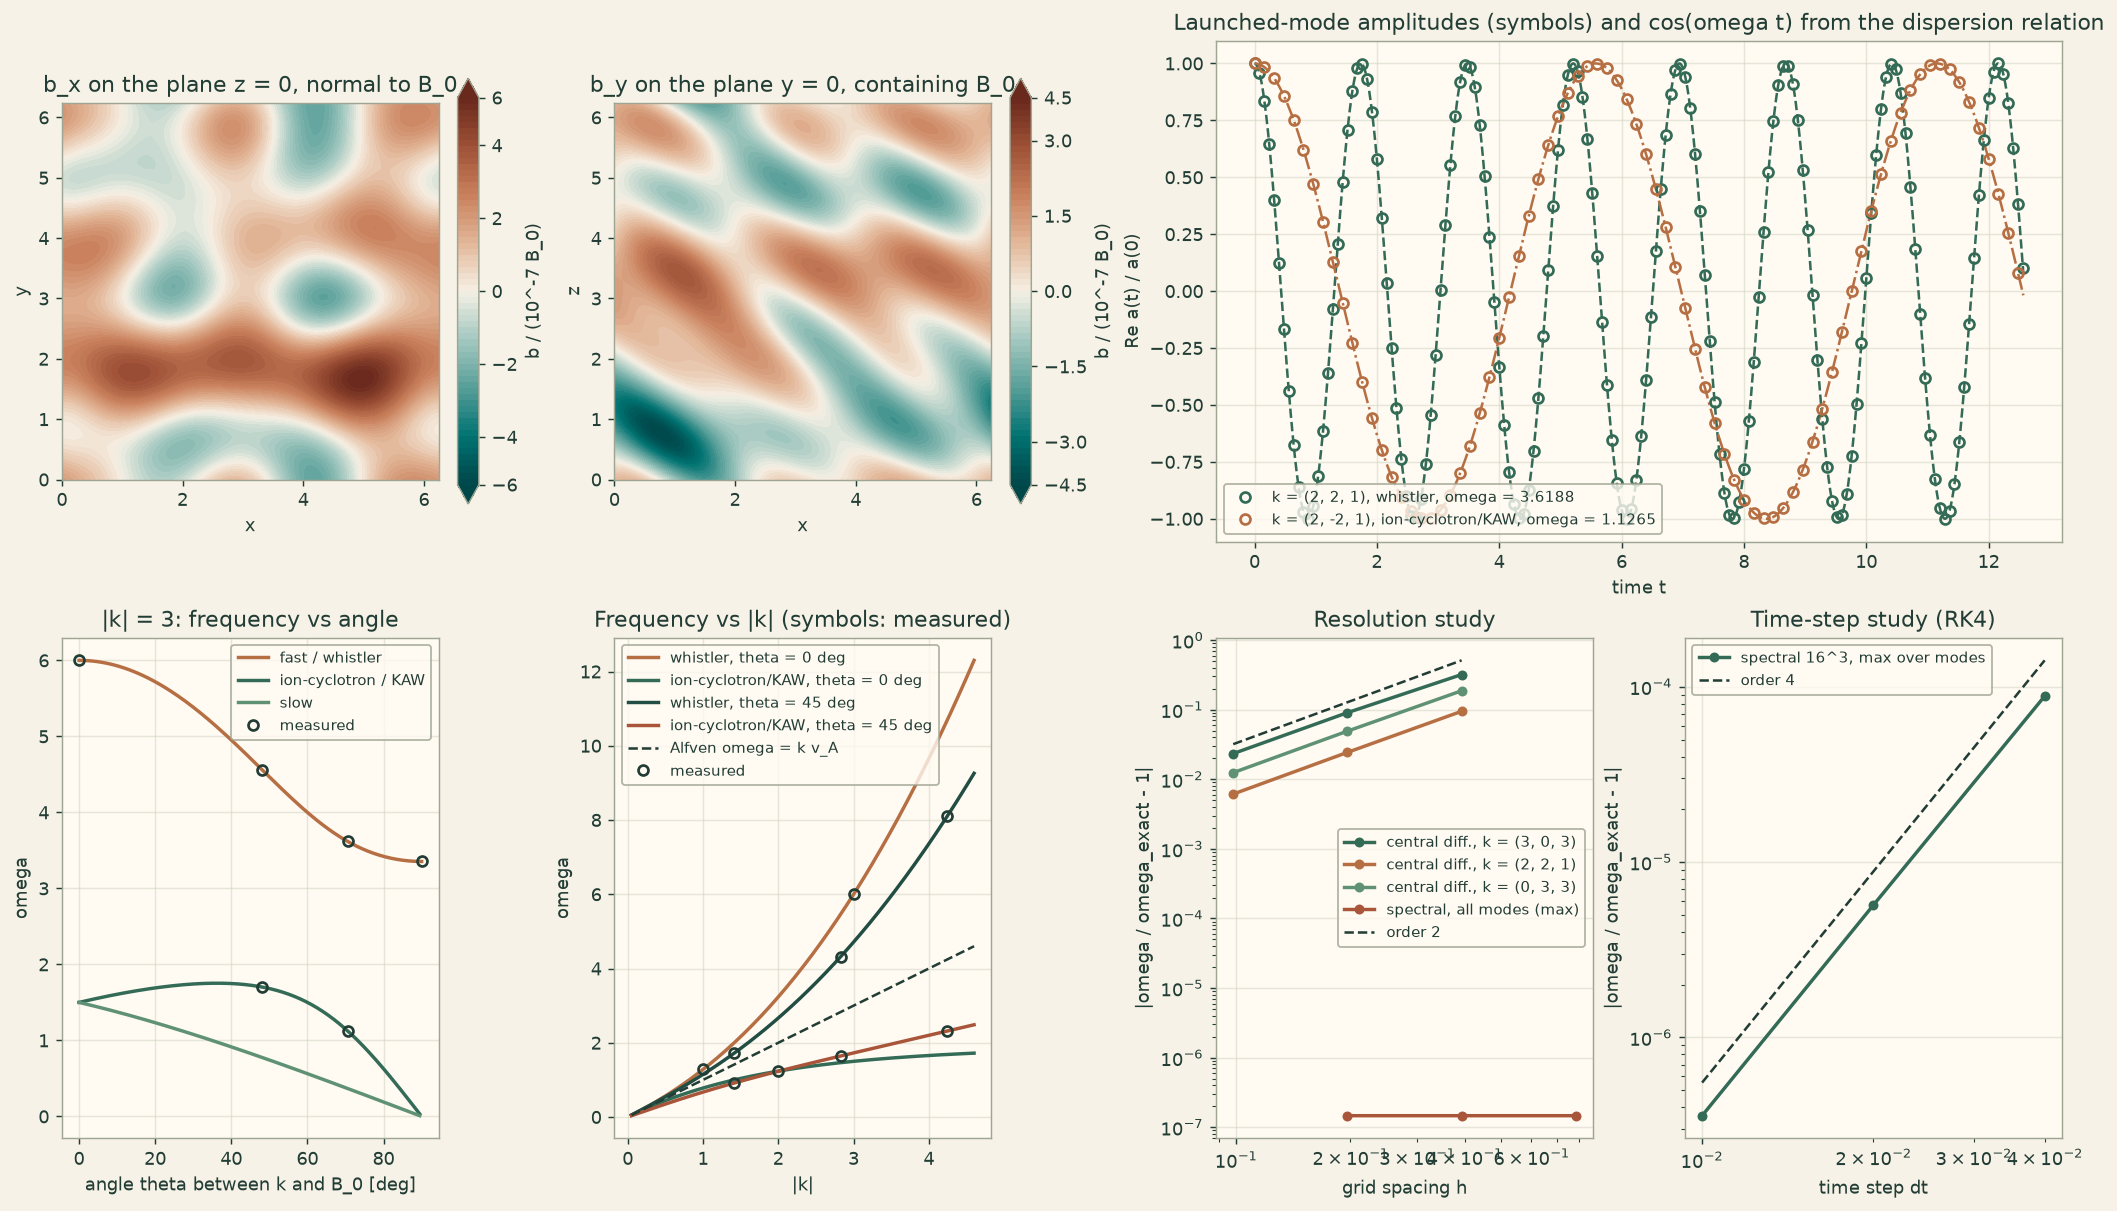 b_x on the plane z = 0, normal to B_0
6
5
4
3
2
1
0
y
0
2
4
6
x
6
4
2
0
−2
−4
−6
b / (10^-7 B_0)
b_y on the plane y = 0, containing B_0
6
5
4
3
2
1
0
z
0
2
4
6
x
4.5
3.0
1.5
0.0
−1.5
−3.0
−4.5
b / (10^-7 B_0)
Launched-mode amplitudes (symbols) and cos(omega t) from the dispersion relation
1.00
0.75
0.50
0.25
0.00
−0.25
−0.50
−0.75
−1.00
Re a(t) / a(0)
k = (2, 2, 1), whistler, omega = 3.6188
k = (2, -2, 1), ion-cyclotron/KAW, omega = 1.1265
0
2
4
6
8
10
12
time t
|k| = 3: frequency vs angle
6
5
4
3
2
1
0
omega
fast / whistler
ion-cyclotron / KAW
slow
measured
0
20
40
60
80
angle theta between k and B_0 [deg]
Frequency vs |k| (symbols: measured)
12
10
8
6
4
2
0
omega
whistler, theta = 0 deg
ion-cyclotron/KAW, theta = 0 deg
whistler, theta = 45 deg
ion-cyclotron/KAW, theta = 45 deg
Alfven omega = k v_A
measured
0
1
2
3
4
|k|
Resolution study
10⁰
10⁻¹
10⁻²
10⁻³
10⁻⁴
10⁻⁵
10⁻⁶
10⁻⁷
|omega / omega_exact - 1|
central diff., k = (3, 0, 3)
central diff., k = (2, 2, 1)
central diff., k = (0, 3, 3)
spectral, all modes (max)
order 2
10⁻¹
2 × 10⁻¹
3 × 10⁻¹
4 × 10⁻¹
6 × 10⁻¹
grid spacing h
Time-step study (RK4)
10⁻⁴
10⁻⁵
10⁻⁶
|omega / omega_exact - 1|
spectral 16^3, max over modes
order 4
10⁻²
2 × 10⁻²
3 × 10⁻²
4 × 10⁻²
time step dt